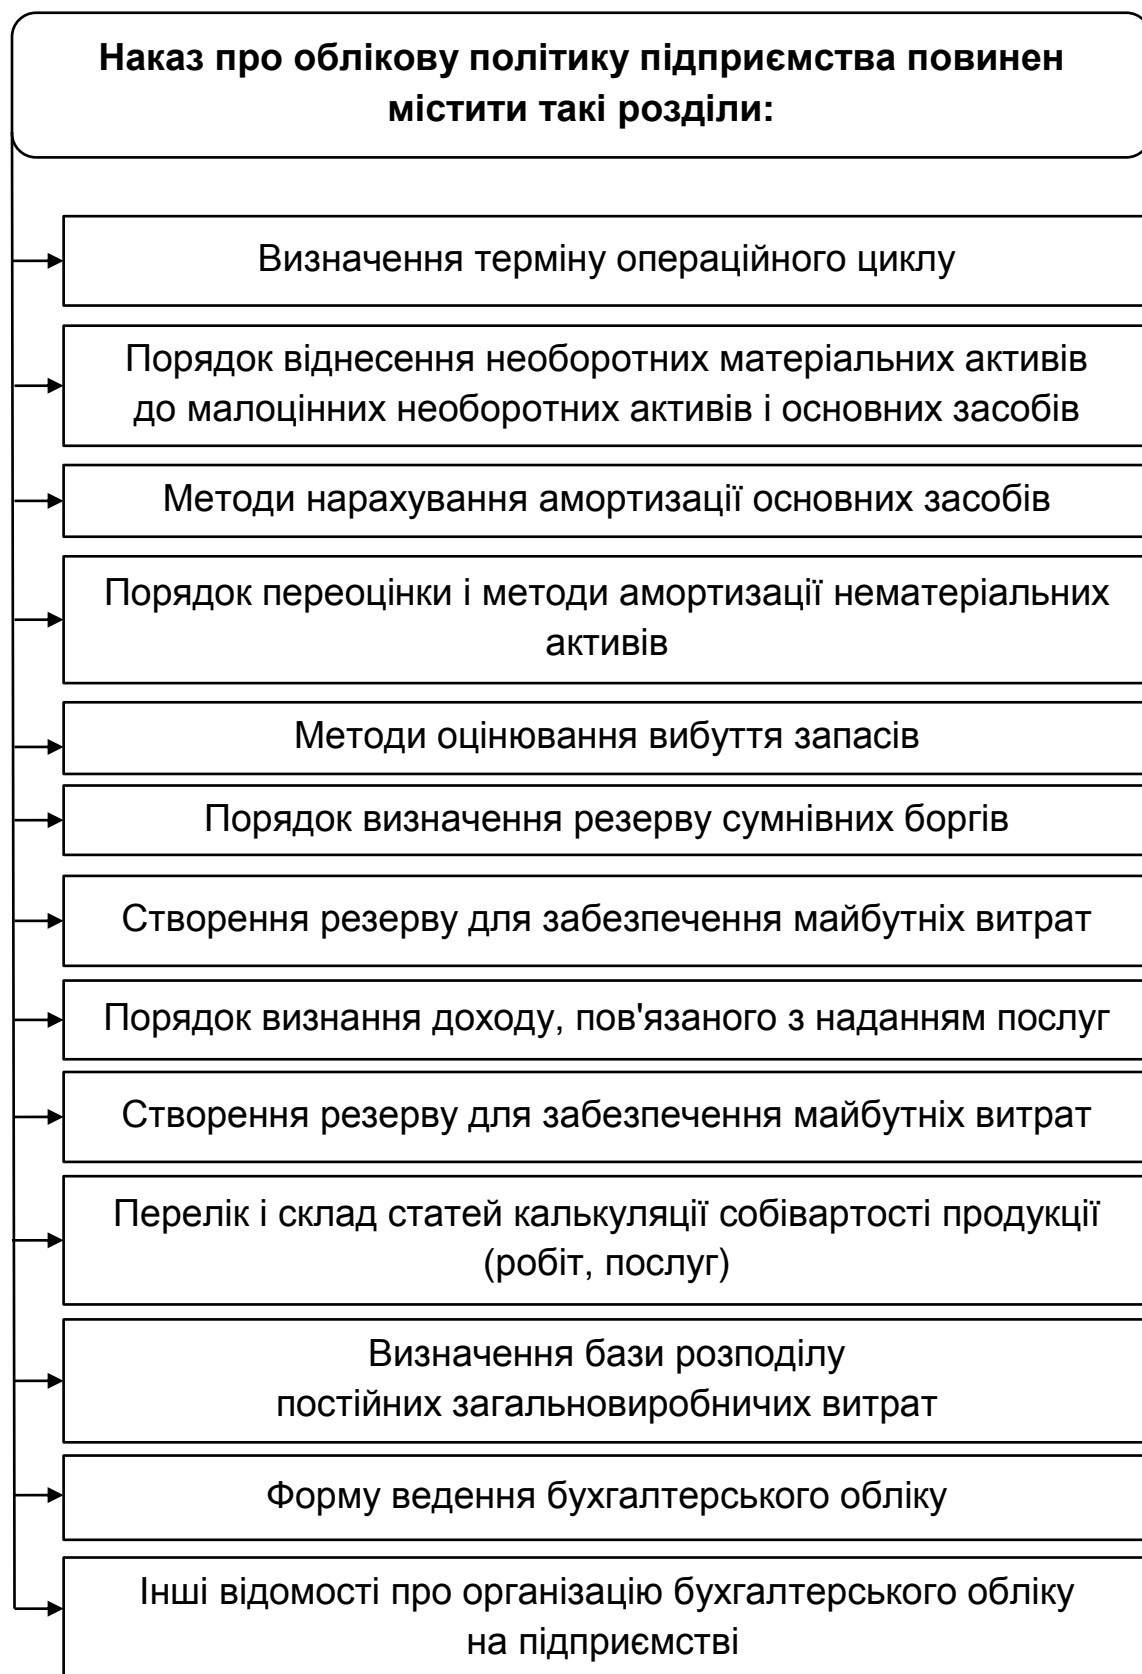 Наказ про облікову політику підприємства повинен
містити такі розділи:
Визначення терміну операційного циклу
Порядок віднесення необоротних матеріальних активів
до малоцінних необоротних активів і основних засобів
Методи нарахування амортизації основних засобів
Порядок переоцінки і методи амортизації нематеріальних
активів
Методи оцінювання вибуття запасів
Порядок визначення резерву сумнівних боргів
Створення резерву для забезпечення майбутніх витрат
Порядок визнання доходу, пов'язаного з наданням послуг
Створення резерву для забезпечення майбутніх витрат
Перелік і склад статей калькуляції собівартості продукції
(робіт, послуг)
Визначення бази розподілу
постійних загальновиробничих витрат
Форму ведення бухгалтерського обліку
Інші відомості про організацію бухгалтерського обліку
на підприємстві